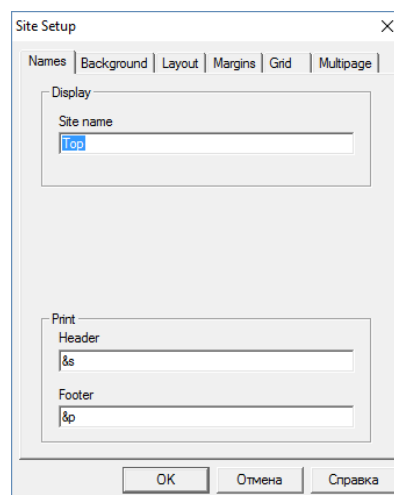 Site Setup
Names Background Layout Margins Grid Multipage
Display
Site name
Top
Print
Header
&s
Footer
&p
OK Отмена Справка